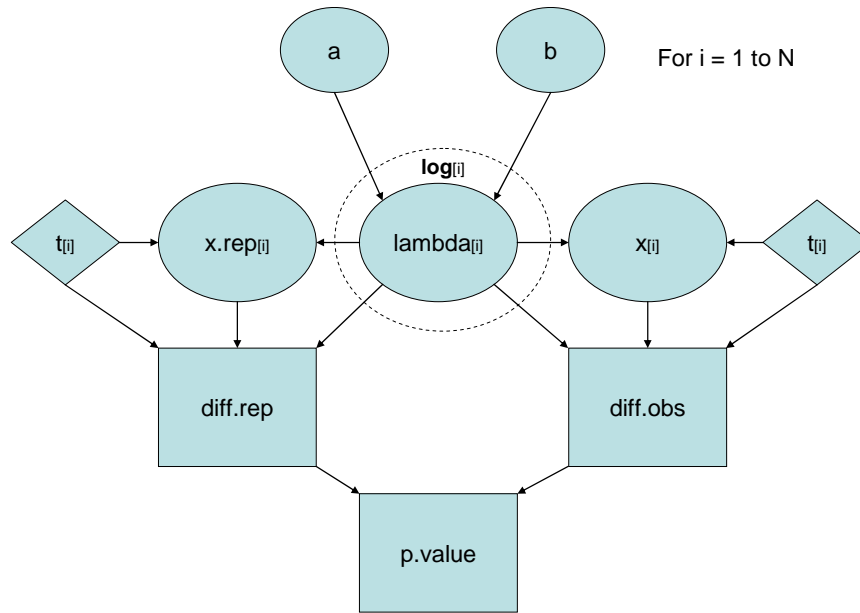 a
b
For i = 1 to N
log[i]
t[i]
x.rep[i]
lambda[i]
x[i]
t[i]
diff.rep
diff.obs
p.value